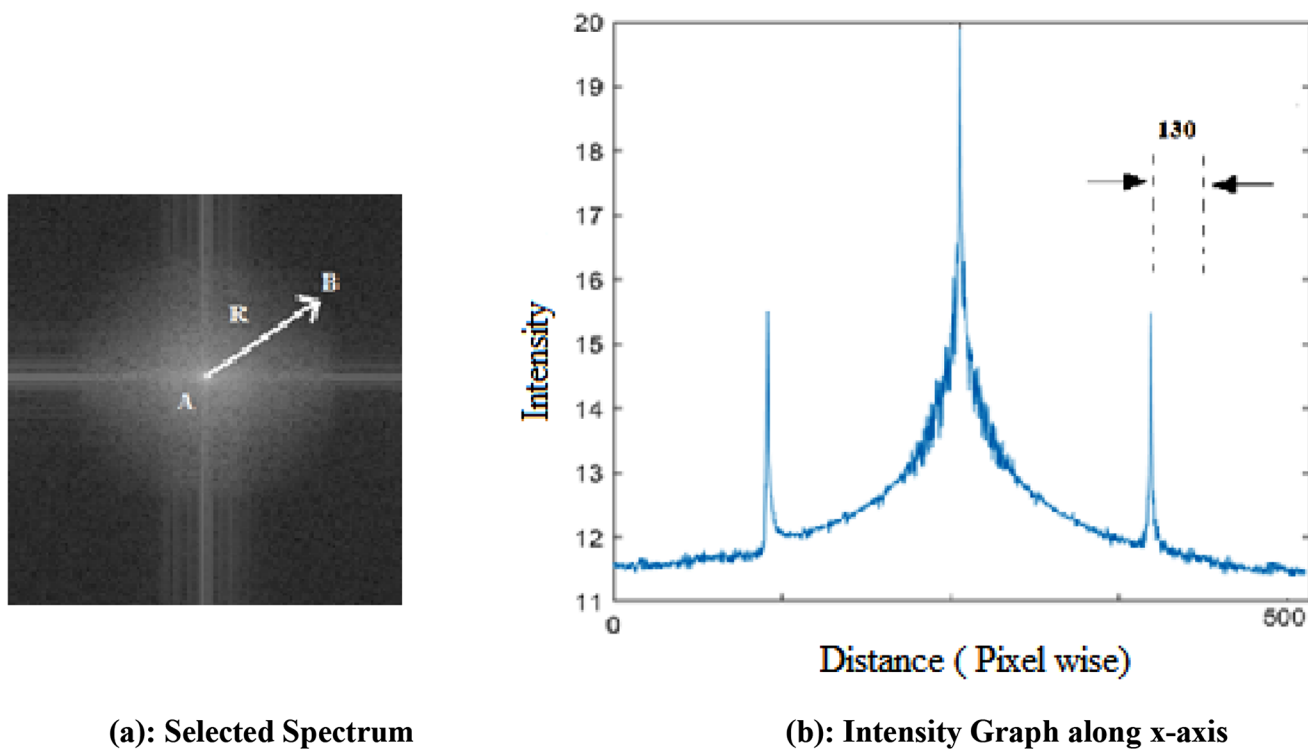 B
R
A
20
19
18
17
16
15
14
13
12
11
130
0
500
Intensity
Distance ( Pixel wise)
(a): Selected Spectrum
(b): Intensity Graph along x-axis